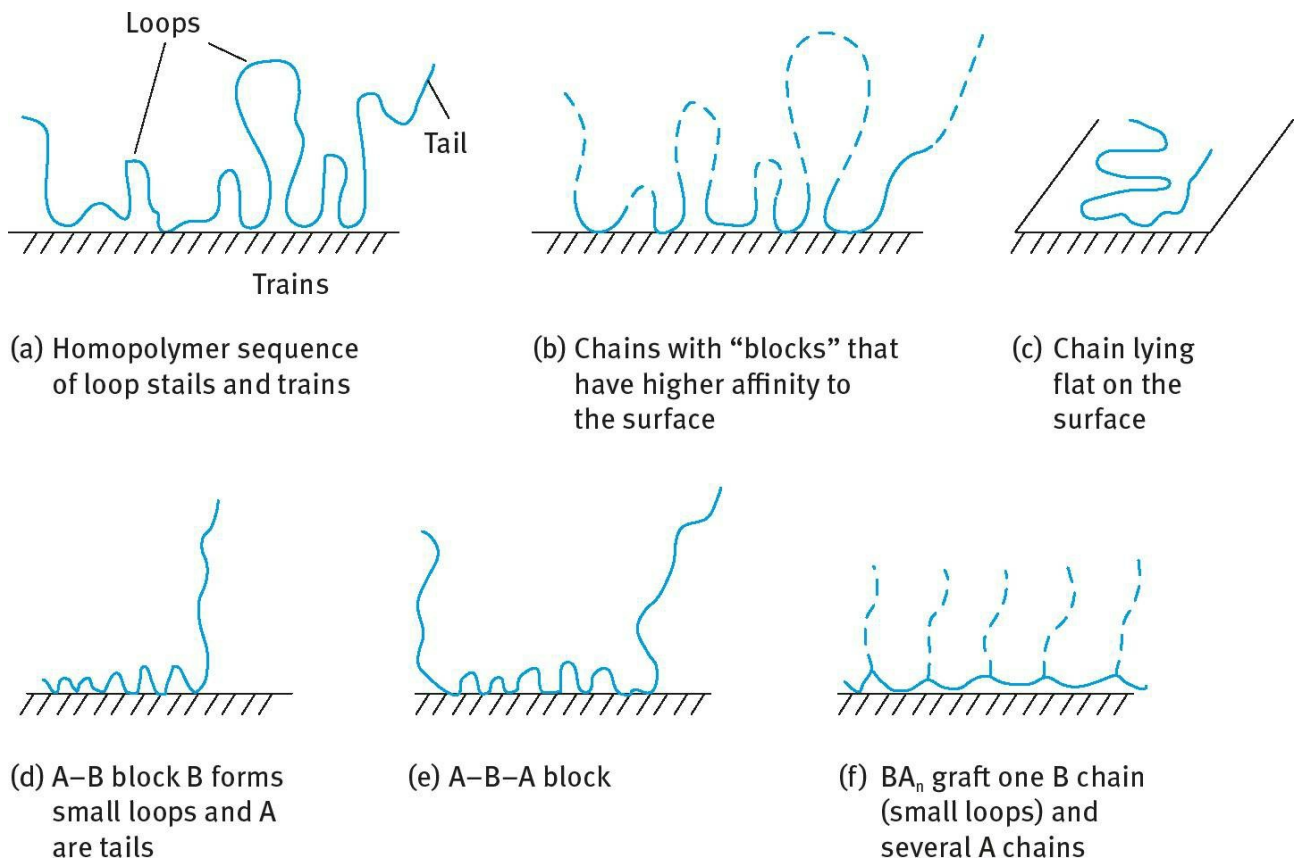 Loops
Tail
Trains
(a) Homopolymer sequence
of loop stails and trains
(b) Chains with “blocks” that
have higher affinity to
the surface
(c) Chain lying
flat on the
surface
(d) A–B block B forms
small loops and A
are tails
(e) A–B–A block
(f) BAₙ graft one B chain
(small loops) and
several A chains